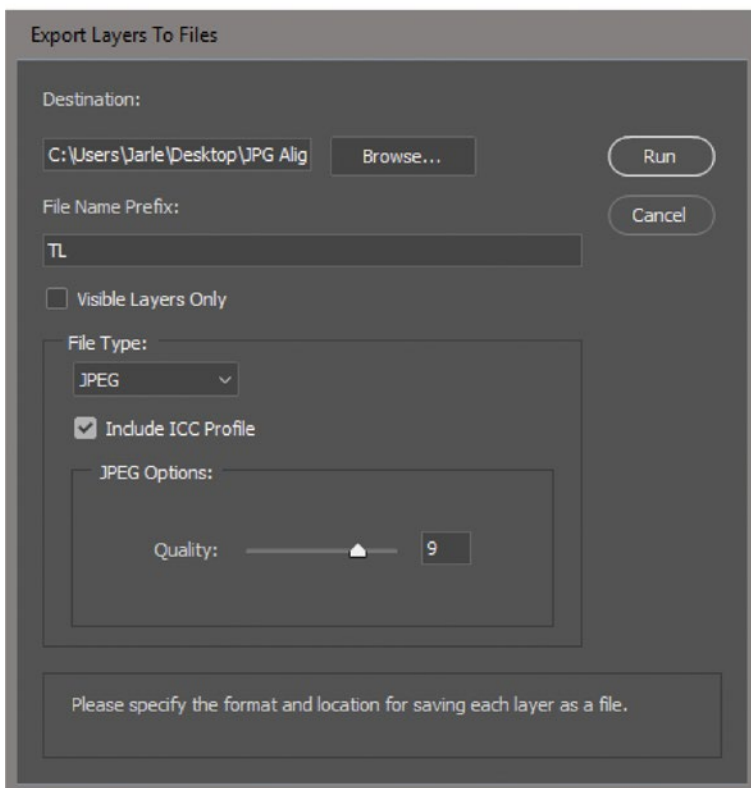 Export Layers To Files
Destination:
C:\Users\Jarle\Desktop\JPG Alig
Browse...
Run
File Name Prefix:
Cancel
TL
Visible Layers Only
File Type:
JPEG
Include ICC Profile
JPEG Options:
Quality:
9
Please specify the format and location for saving each layer as a file.